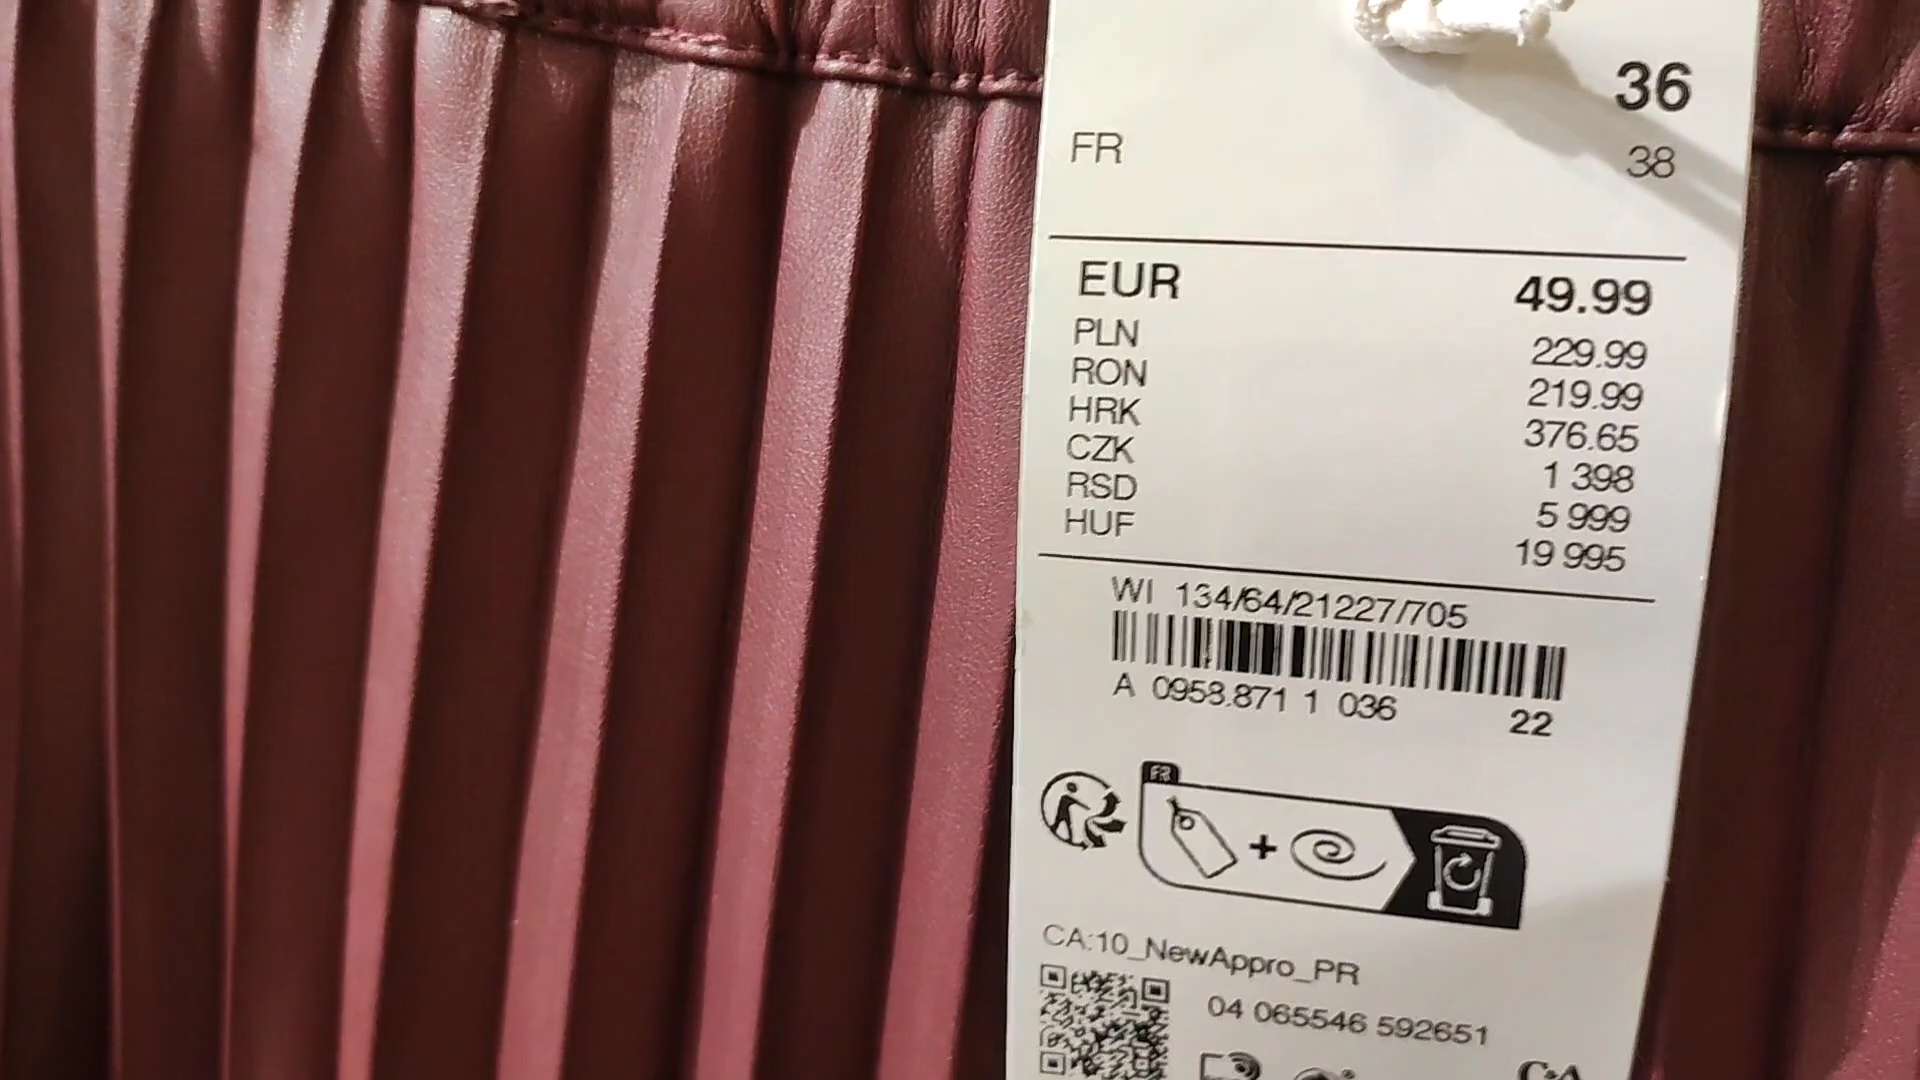 36
FR 38
EUR 49.99
PLN 229.99
RON 219.99
HRK 376.65
CZK 1 398
RSD 5 999
HUF 19 995
WI 134/64/21227/705
A 0958.871 1 036 22
FR
+
CA:10_NewAppro_PR
04 065546 592651
C&A